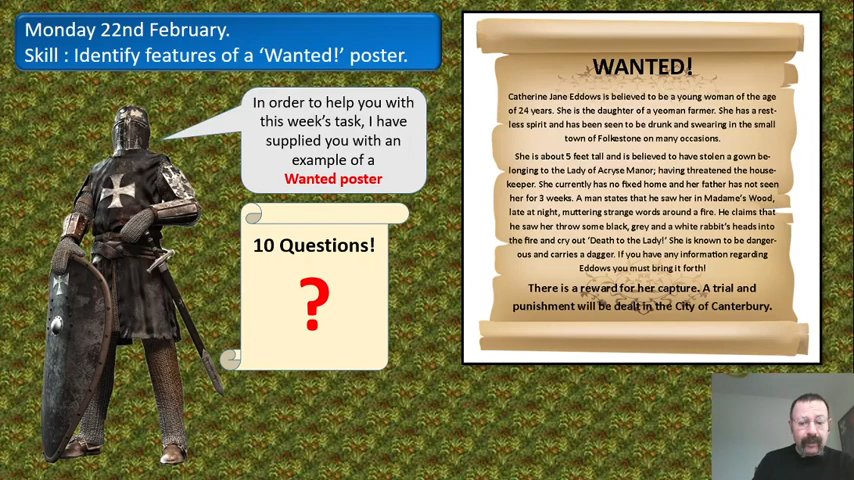 Monday 22nd February.
Skill : Identify features of a ‘Wanted!’ poster.
In order to help you with
this week’s task, I have
supplied you with an
example of a
Wanted poster
10 Questions!
?
WANTED!
Catherine Jane Eddows is believed to be a young woman of the age
of 24 years. She is the daughter of a yeoman farmer. She has a rest-
less spirit and has been seen to be drunk and swearing in the small
town of Folkestone on many occasions.
She is about 5 feet tall and is believed to have stolen a gown be-
longing to the Lady of Acryse Manor; having threatened the house-
keeper. She currently has no fixed home and her father has not seen
her for 3 weeks. A man states that he saw her in Madame’s Wood,
late at night, muttering strange words around a fire. He claims that
he saw her throw some black, grey and a white rabbit’s heads into
the fire and cry out ‘Death to the Lady!’ She is known to be danger-
ous and carries a dagger. If you have any information regarding
Eddows you must bring it forth!
There is a reward for her capture. A trial and
punishment will be dealt in the City of Canterbury.